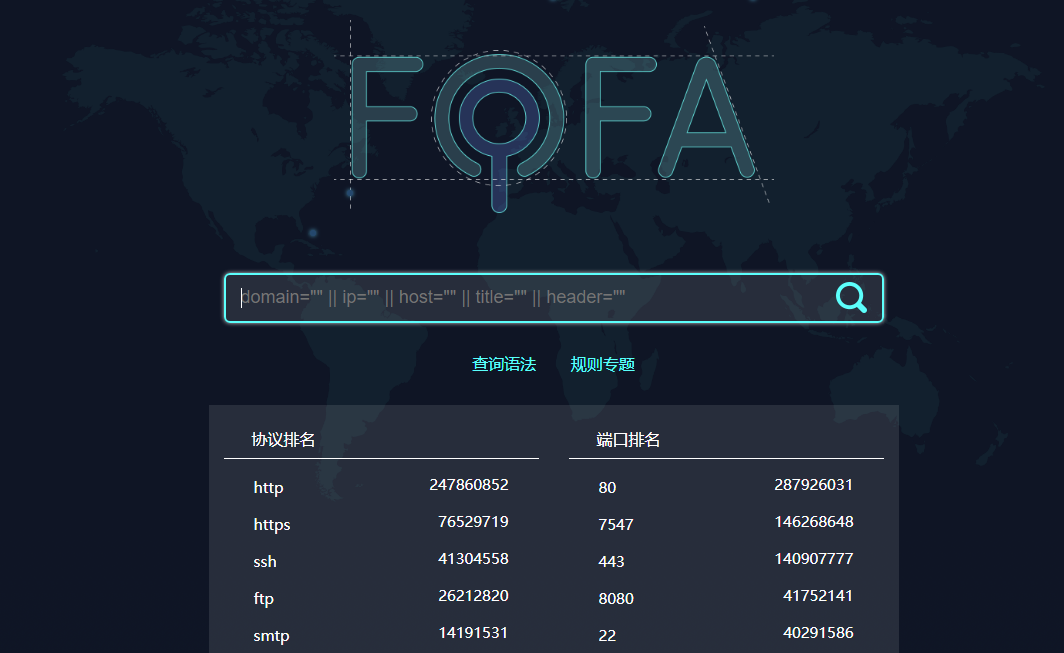 FOFA
domain="" || ip="" || host="" || title="" || header=""
查询语法 规则专题
协议排名 端口排名
http 247860852 80 287926031
https 76529719 7547 146268648
ssh 41304558 443 140907777
ftp 26212820 8080 41752141
smtp 14191531 22 40291586